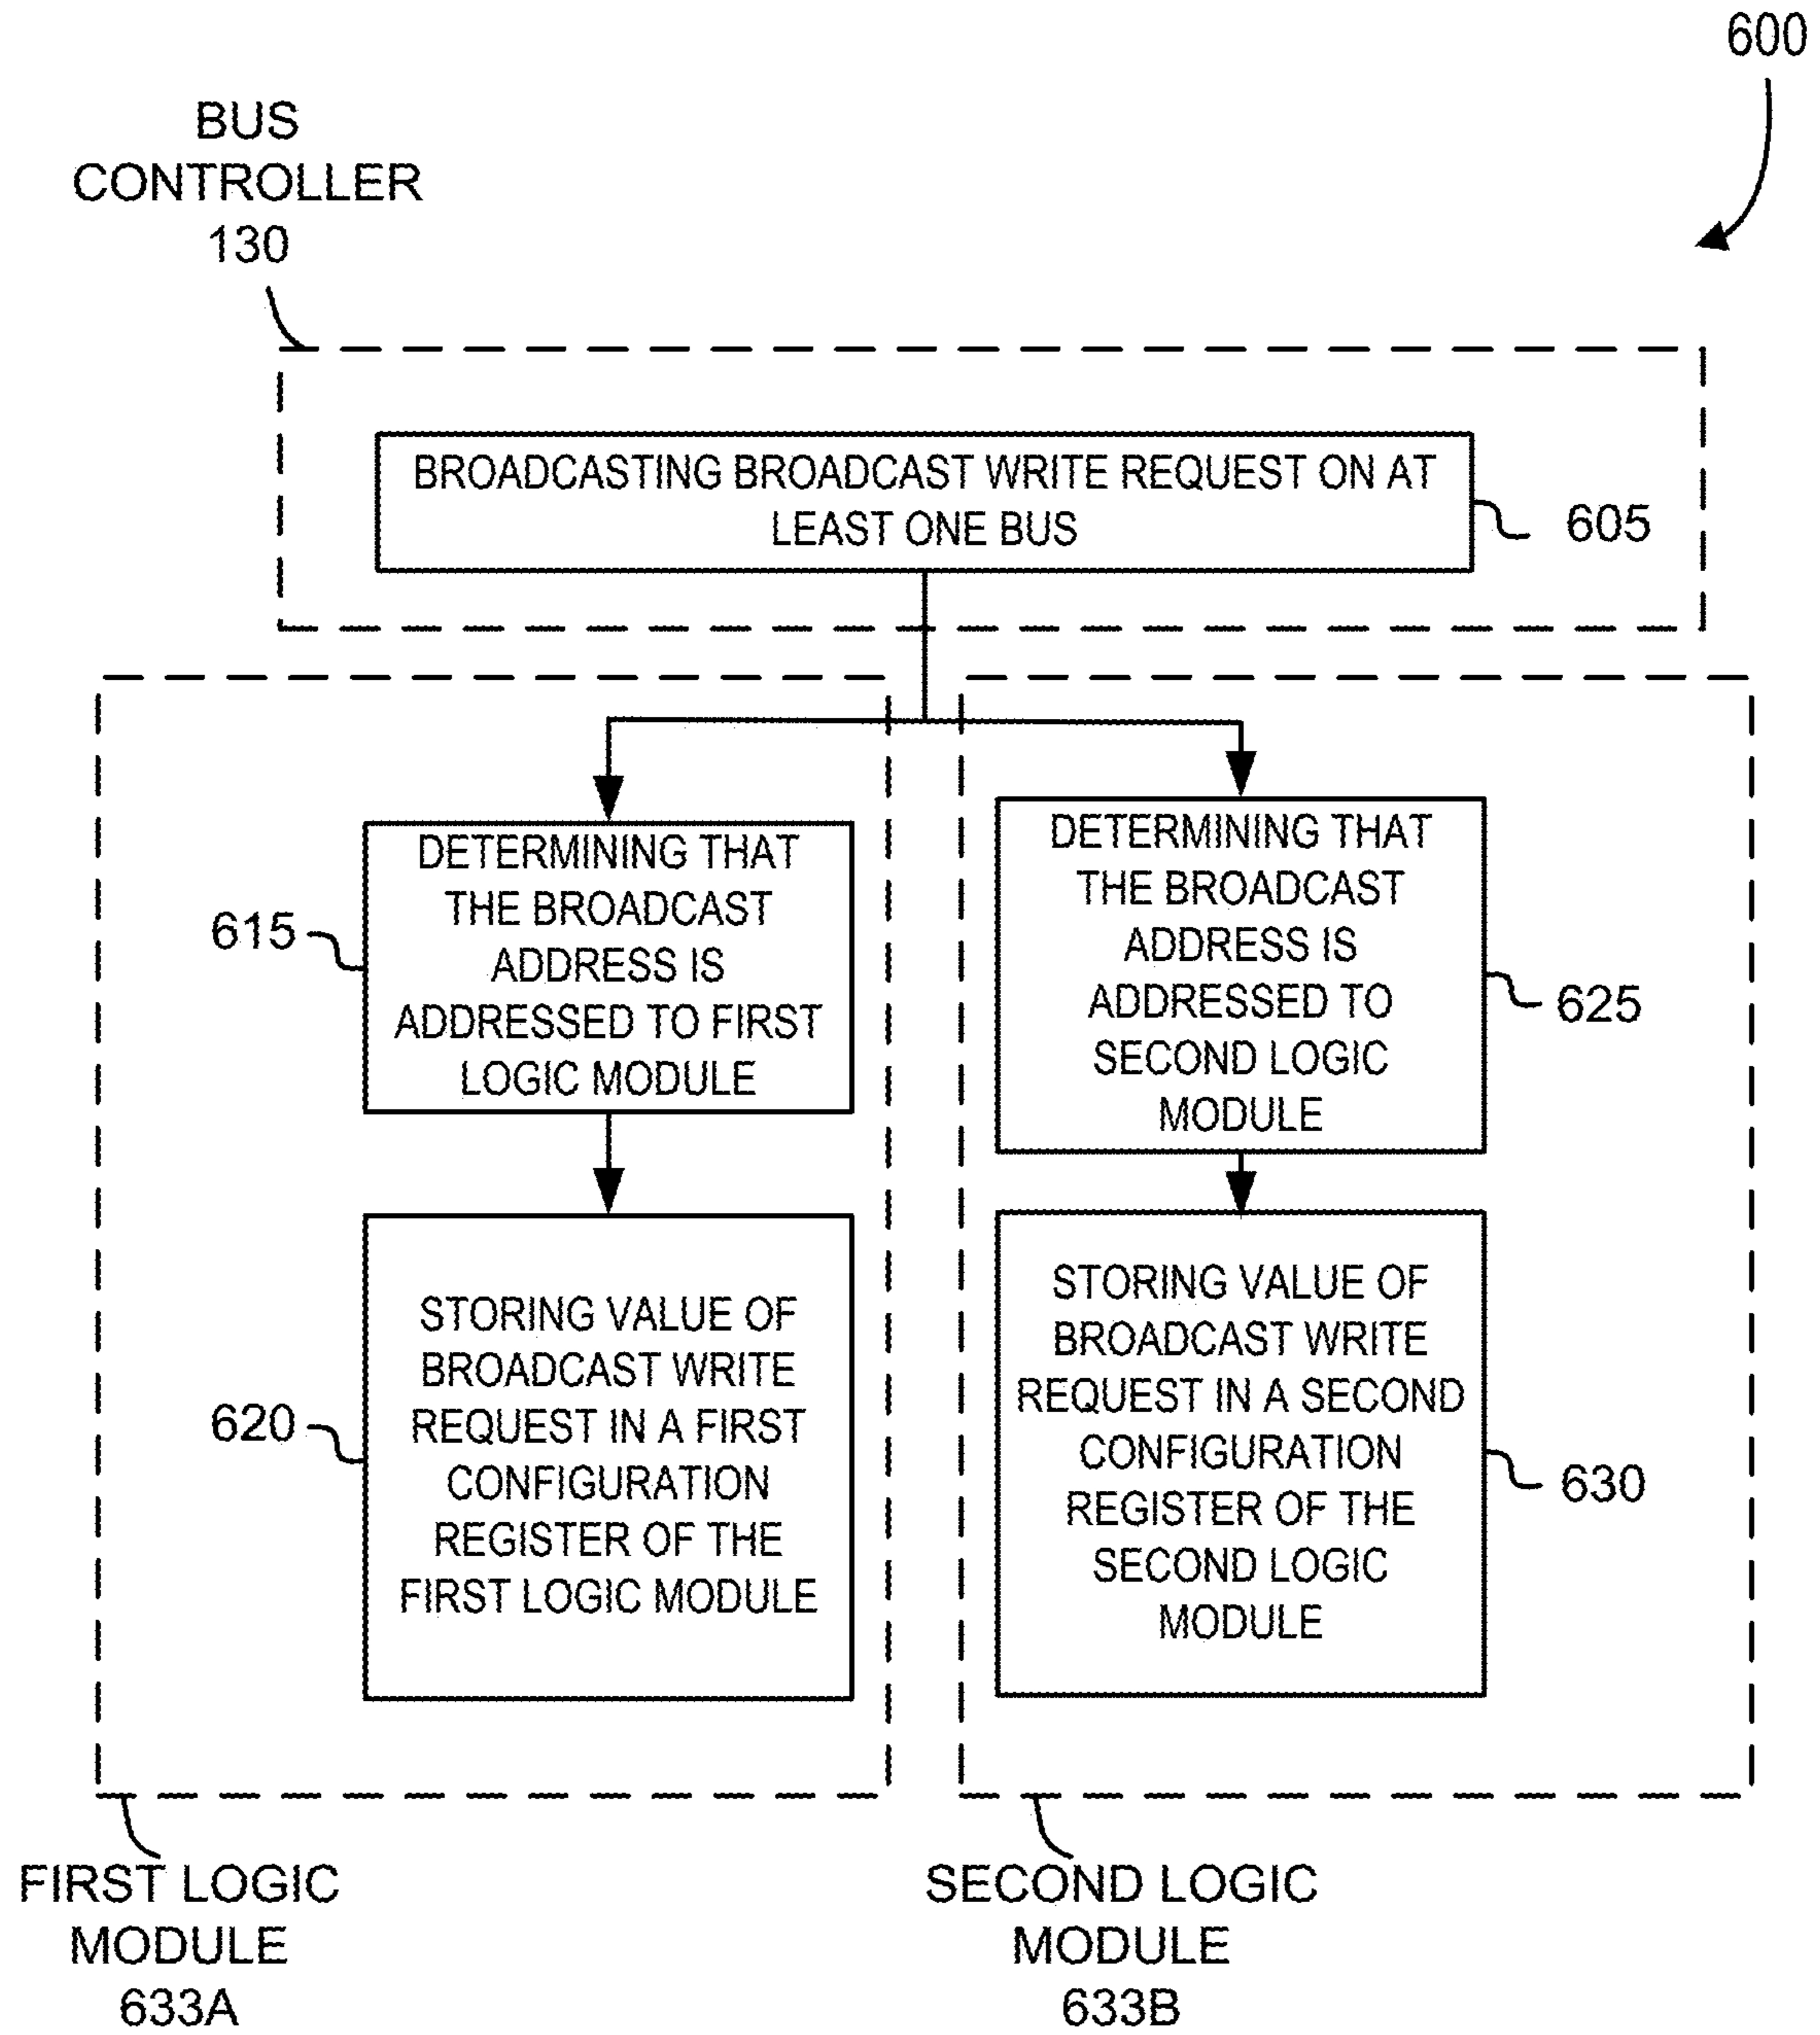 600
BUS
CONTROLLER
130
BROADCASTING BROADCAST WRITE REQUEST ON AT
LEAST ONE BUS
605
DETERMINING THAT
THE BROADCAST
ADDRESS IS
ADDRESSED TO FIRST
LOGIC MODULE
615
DETERMINING THAT
THE BROADCAST
ADDRESS IS
ADDRESSED TO
SECOND LOGIC
MODULE
625
STORING VALUE OF
BROADCAST WRITE
REQUEST IN A FIRST
CONFIGURATION
REGISTER OF THE
FIRST LOGIC MODULE
620
STORING VALUE OF
BROADCAST WRITE
REQUEST IN A SECOND
CONFIGURATION
REGISTER OF THE
SECOND LOGIC
MODULE
630
FIRST LOGIC
MODULE
633A
SECOND LOGIC
MODULE
633B